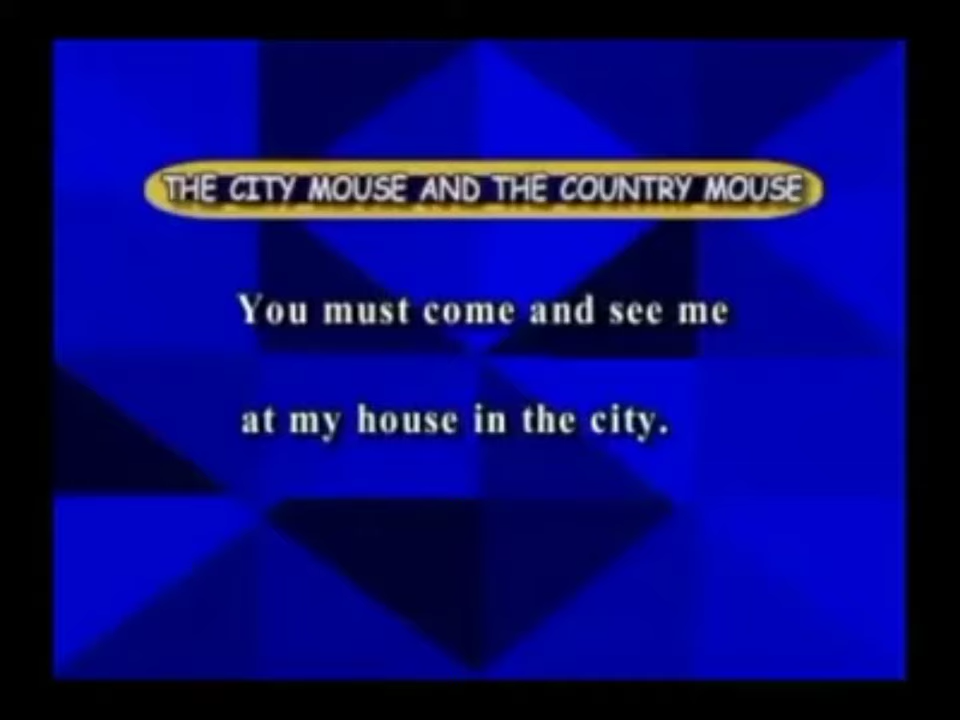 THE CITY MOUSE AND THE COUNTRY MOUSE
You must come and see me
at my house in the city.